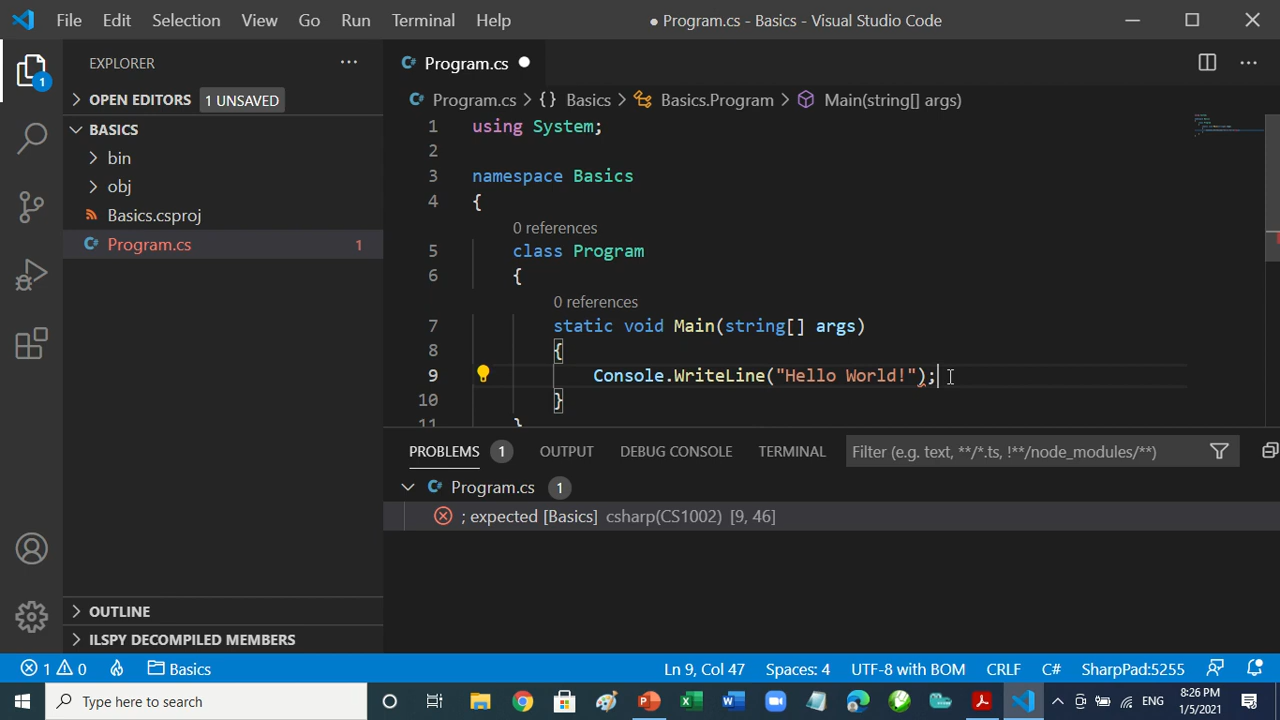 File Edit Selection View Go Run Terminal Help ● Program.cs - Basics - Visual Studio Code
EXPLORER
Program.cs
1
OPEN EDITORS 1 UNSAVED
Program.cs > {} Basics > Basics.Program > Main(string[] args)
BASICS
bin
obj
Basics.csproj
Program.cs 1
1 using System;
2
3 namespace Basics
4 {
0 references
5 class Program
6 {
0 references
7 static void Main(string[] args)
8 {
9 Console.WriteLine("Hello World!");
10 }
11 }
PROBLEMS 1 OUTPUT DEBUG CONSOLE TERMINAL Filter (e.g. text, **/*.ts, !**/node_modules/**)
Program.cs 1
; expected [Basics] csharp(CS1002) [9, 46]
OUTLINE
ILSPY DECOMPILED MEMBERS
1 0 Basics Ln 9, Col 47 Spaces: 4 UTF-8 with BOM CRLF C# SharpPad:5255
Type here to search ENG 8:26 PM
1/5/2021